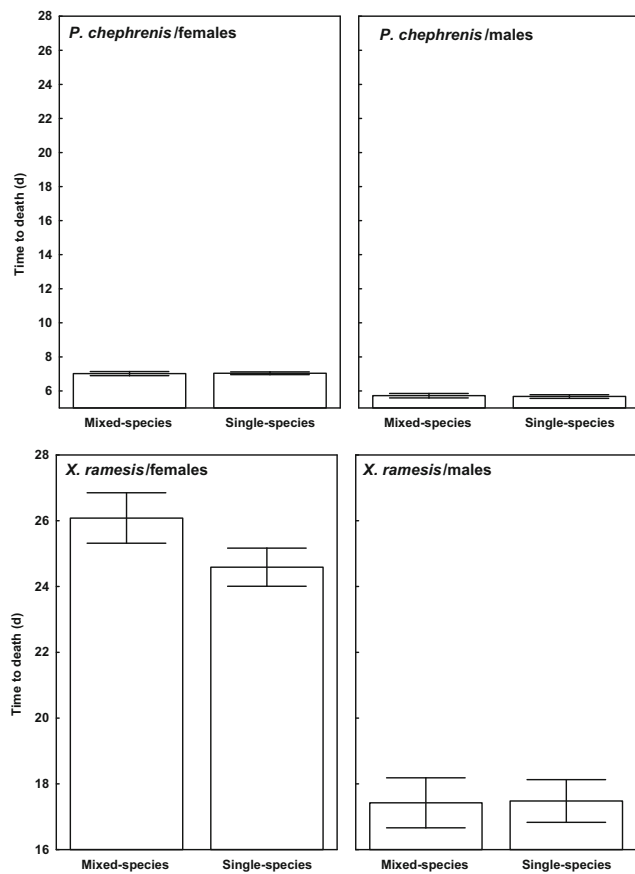 P. chephrenis/females
P. chephrenis/males
28
26
24
22
20
18
16
14
12
10
8
6
Time to death (d)
Mixed-species Single-species
Mixed-species Single-species
X. ramesis/females
X. ramesis/males
28
26
24
22
20
18
16
Time to death (d)
Mixed-species Single-species
Mixed-species Single-species